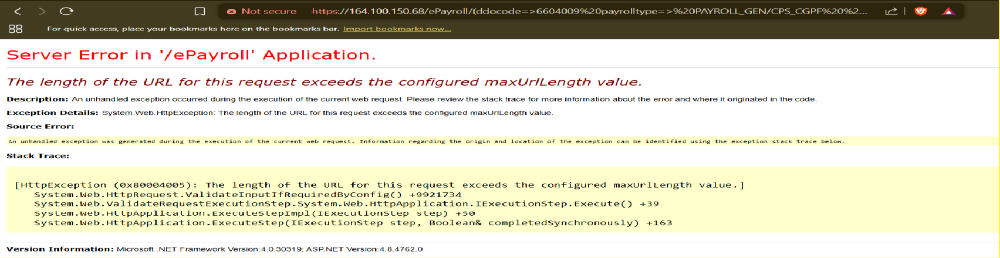 Not secure https://164.100.150.68/ePayroll/(ddocode=>6604009%20payrolltype=>%20PAYROLL_GEN/CPS_CGPF%20%2...
For quick access, place your bookmarks here on the bookmarks bar. Import bookmarks now...
Server Error in '/ePayroll' Application.
The length of the URL for this request exceeds the configured maxUrlLength value.
Description: An unhandled exception occurred during the execution of the current web request. Please review the stack trace for more information about the error and where it originated in the code.
Exception Details: System.Web.HttpException: The length of the URL for this request exceeds the configured maxUrlLength value.
Source Error:
An unhandled exception was generated during the execution of the current web request. Information regarding the origin and location of the exception can be identified using the exception stack trace below.
Stack Trace:
[HttpException (0x80004005): The length of the URL for this request exceeds the configured maxUrlLength value.]
System.Web.HttpRequest.ValidateInputIfRequiredByConfig() +9921734
System.Web.ValidateRequestExecutionStep.System.Web.HttpApplication.IExecutionStep.Execute() +39
System.Web.HttpApplication.ExecuteStepImpl(IExecutionStep step) +50
System.Web.HttpApplication.ExecuteStep(IExecutionStep step, Boolean& completedSynchronously) +163
Version Information: Microsoft .NET Framework Version:4.0.30319; ASP.NET Version:4.8.4762.0